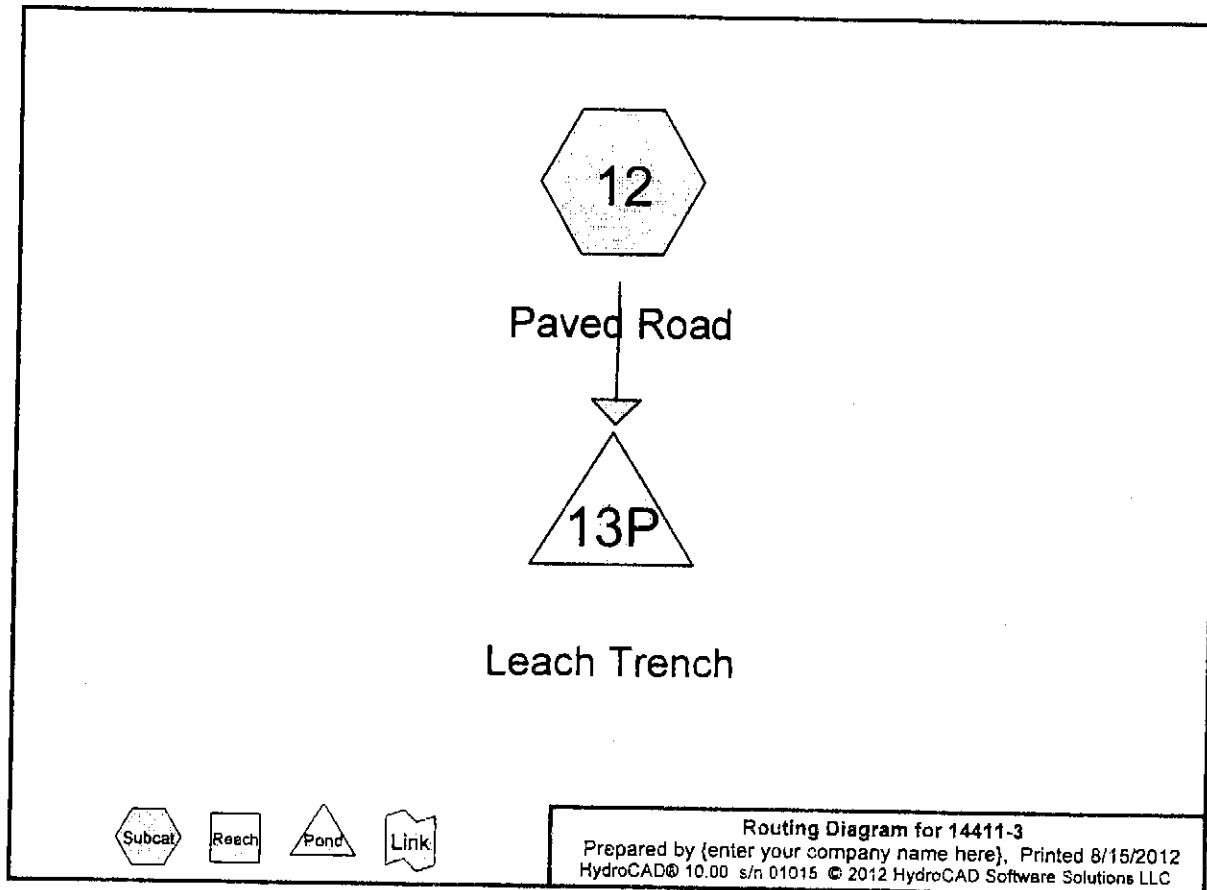 12
Paved Road
13P
Leach Trench
Subcat
Reach
Pond
Link
Routing Diagram for 14411-3
Prepared by {enter your company name here}, Printed 8/15/2012
HydroCAD® 10.00 s/n 01015 © 2012 HydroCAD Software Solutions LLC